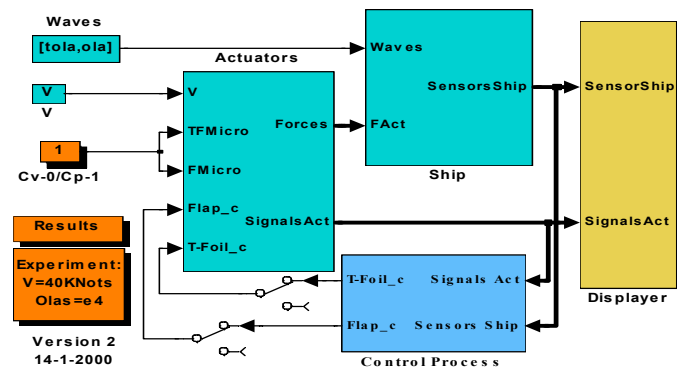 Waves
[tola,ola]
Actuators
Waves
SensorsShip
FAct
Ship
SensorShip
SignalsAct
Displayer
V
V
V
Forces
TFMicro
1
FMicro
Cv-0/Cp-1
Flap_c
SignalsAct
T-Foil_c
Results
Experiment:
V=40KNots
Olas=e4
Version 2
14-1-2000
T-Foil_c Signals Act
Flap_c Sensors Ship
Control Process